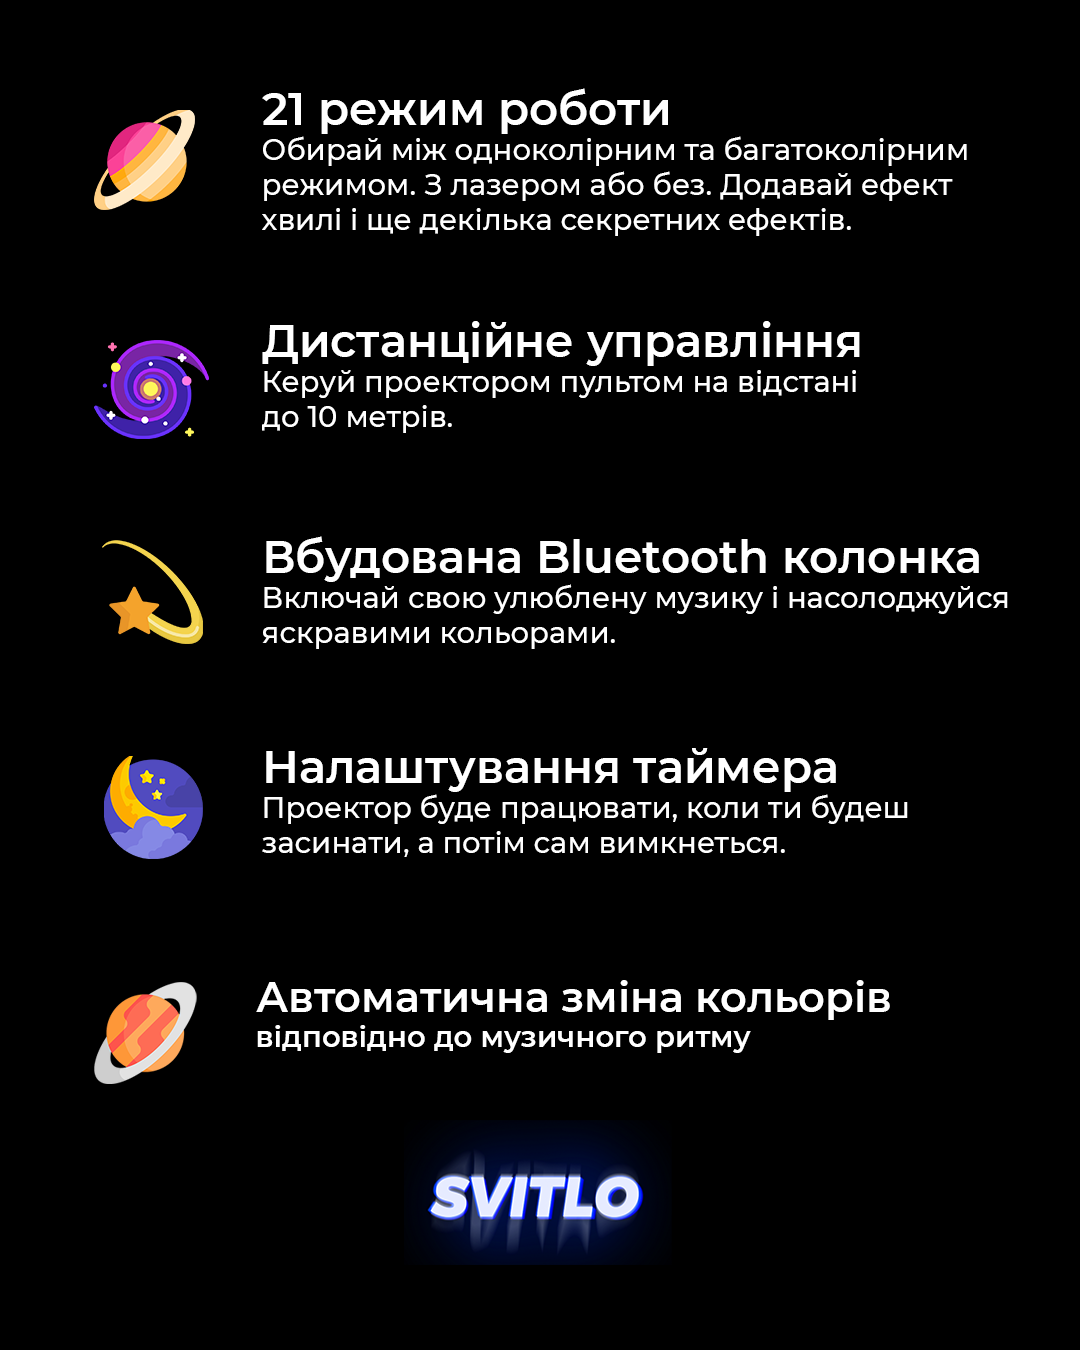 21 режим роботи
Обирай між одноколірним та багатоколірним
режимом. З лазером або без. Додавай ефект
хвилі і ще декілька секретних ефектів.
Дистанційне управління
Керуй проектором пультом на відстані
до 10 метрів.
Вбудована Bluetooth колонка
Включай свою улюблену музику і насолоджуйся
яскравими кольорами.
Налаштування таймера
Проектор буде працювати, коли ти будеш
засинати, а потім сам вимкнеться.
Автоматична зміна кольорів
відповідно до музичного ритму
SVITLO